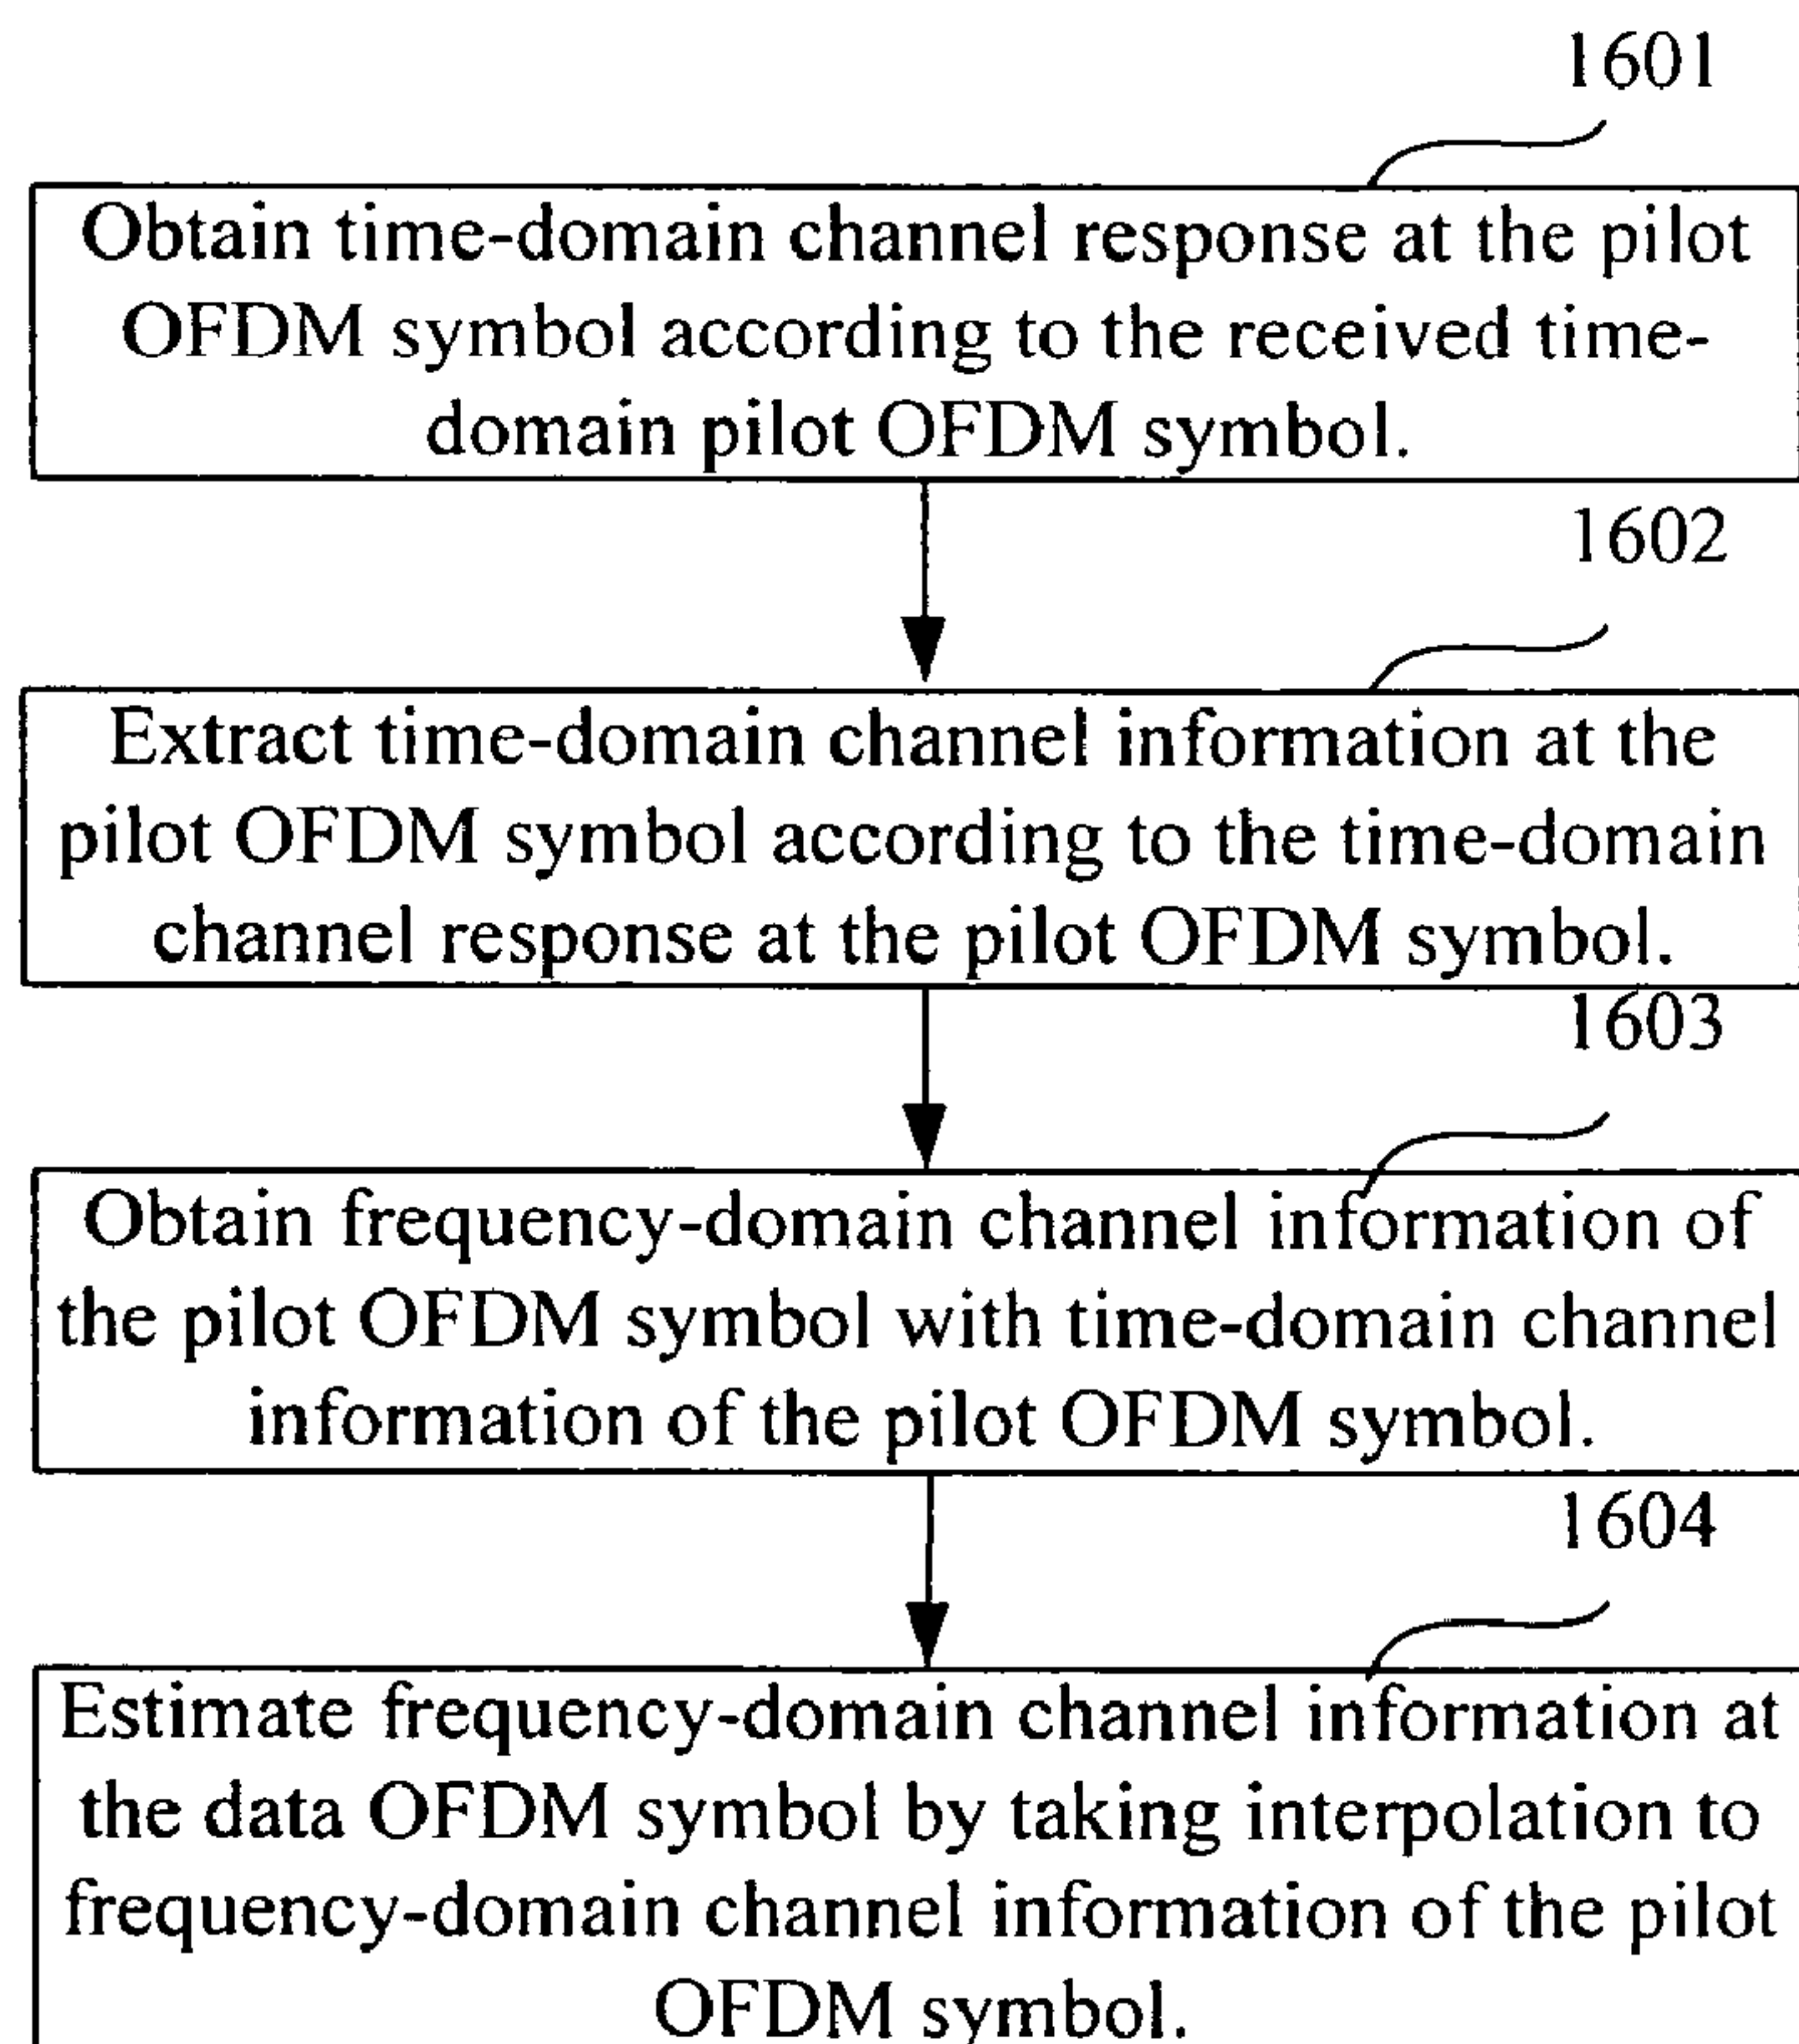 1601
Obtain time-domain channel response at the pilot
OFDM symbol according to the received time-
domain pilot OFDM symbol.
1602
Extract time-domain channel information at the
pilot OFDM symbol according to the time-domain
channel response at the pilot OFDM symbol.
1603
Obtain frequency-domain channel information of
the pilot OFDM symbol with time-domain channel
information of the pilot OFDM symbol.
1604
Estimate frequency-domain channel information at
the data OFDM symbol by taking interpolation to
frequency-domain channel information of the pilot
OFDM symbol.